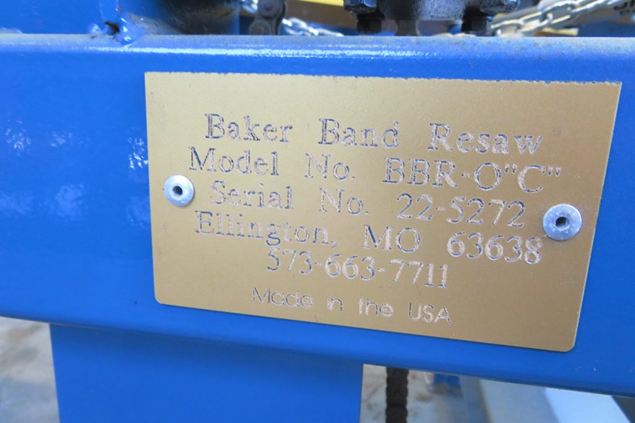 Baker Band Resaw
Model No. BBR-O"C"
Serial No. 22-5272
Ellington, MO 63638
573-663-7711
Made in the USA